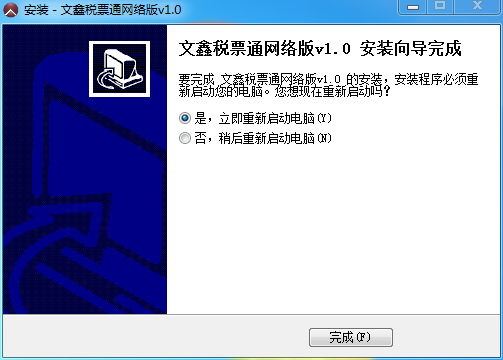 安装 - 文鑫税票通网络版v1.0
文鑫税票通网络版v1.0 安装向导完成
要完成 文鑫税票通网络版v1.0 的安装，安装程序必须重
新启动您的电脑。您想现在重新启动吗？
是，立即重新启动电脑(Y)
否，稍后重新启动电脑(N)
完成(F)